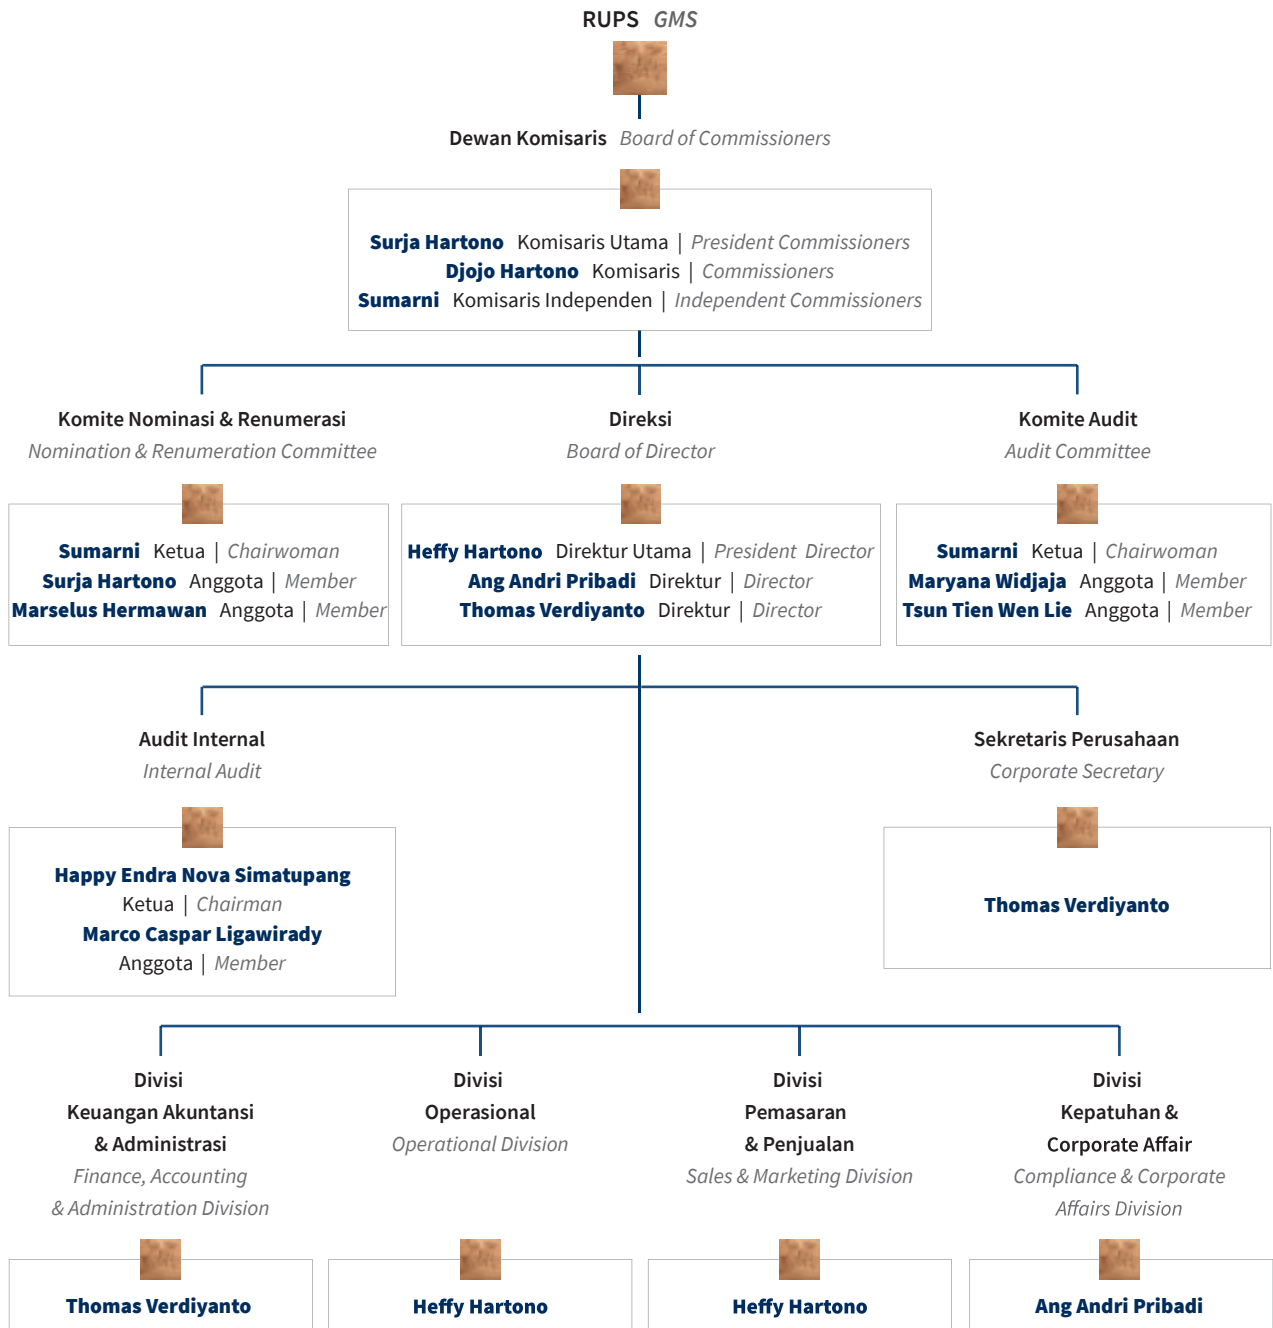 RUPS GMS
Dewan Komisaris Board of Commissioners
Surja Hartono Komisaris Utama | President Commissioners
Djojo Hartono Komisaris | Commissioners
Sumarni Komisaris Independen | Independent Commissioners
Komite Nominasi & Renumerasi
Nomination & Renumeration Committee
Sumarni Ketua | Chairwoman
Surja Hartono Anggota | Member
Marselus Hermawan Anggota | Member
Direksi
Board of Director
Heffy Hartono Direktur Utama | President Director
Ang Andri Pribadi Direktur | Director
Thomas Verdiyanto Direktur | Director
Komite Audit
Audit Committee
Sumarni Ketua | Chairwoman
Maryana Widjaja Anggota | Member
Tsun Tien Wen Lie Anggota | Member
Audit Internal
Internal Audit
Happy Endra Nova Simatupang
Ketua | Chairman
Marco Caspar Ligawirady
Anggota | Member
Sekretaris Perusahaan
Corporate Secretary
Thomas Verdiyanto
Divisi
Keuangan Akuntansi
& Administrasi
Finance, Accounting
& Administration Division
Thomas Verdiyanto
Divisi
Operasional
Operational Division
Heffy Hartono
Divisi
Pemasaran
& Penjualan
Sales & Marketing Division
Heffy Hartono
Divisi
Kepatuhan &
Corporate Affair
Compliance & Corporate
Affairs Division
Ang Andri Pribadi